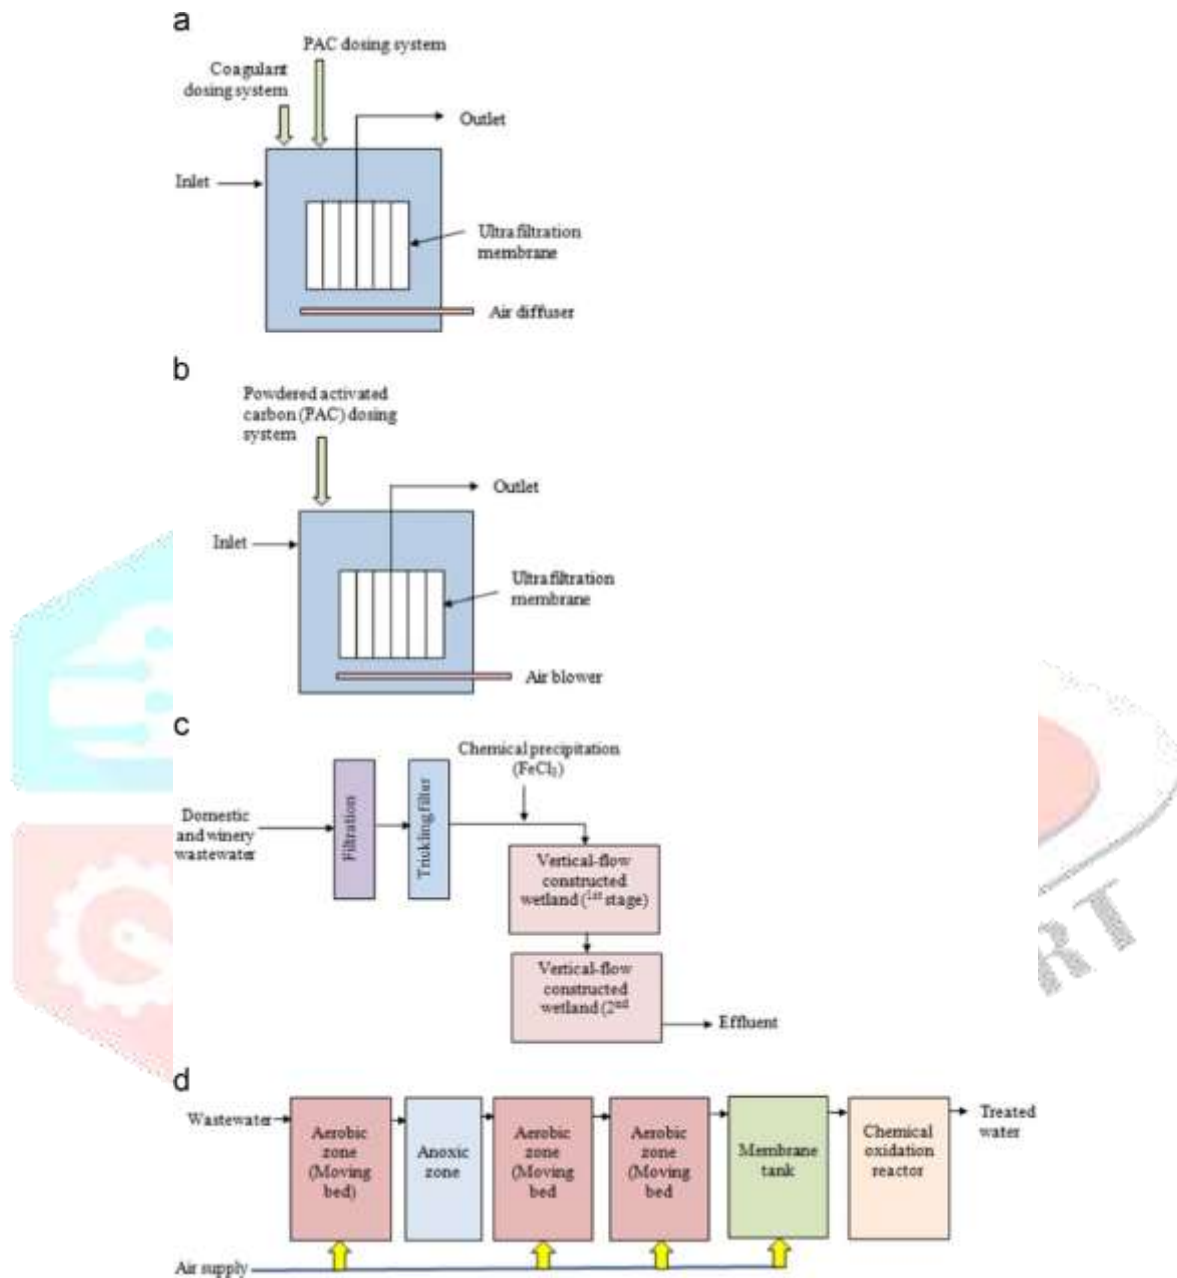 a
PAC dosing system
Coagulant
dosing system
Outlet
Inlet
Ultra filtration
membrane
Air diffuser
b
Powdered activated
carbon (PAC) dosing
system
Outlet
Inlet
Ultra filtration
membrane
Air blower
c
Chemical precipitation
(FeCl3)
Domestic
and winery
wastewater
Filtration
Trickling filter
Vertical-flow
constructed
wetland (1st stage)
Vertical-flow
constructed
wetland (2nd
Effluent
d
Wastewater
Aerobic
zone
(Moving
bed)
Anoxic
zone
Aerobic
zone
(Moving
bed
Aerobic
zone
(Moving
bed
Membrane
tank
Chemical
oxidation
reactor
Treated
water
Air supply
RT